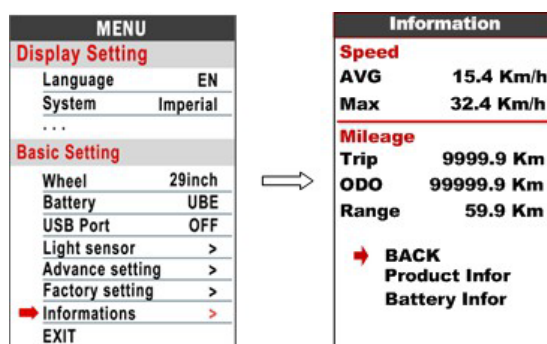 MENU
Display Setting
Language EN
System Imperial
...
Basic Setting
Wheel 29inch
Battery UBE
USB Port OFF
Light sensor >
Advance setting >
Factory setting >
Informations >
EXIT
Information
Speed
AVG 15.4 Km/h
Max 32.4 Km/h
Mileage
Trip 9999.9 Km
ODO 99999.9 Km
Range 59.9 Km
BACK
Product Infor
Battery Infor